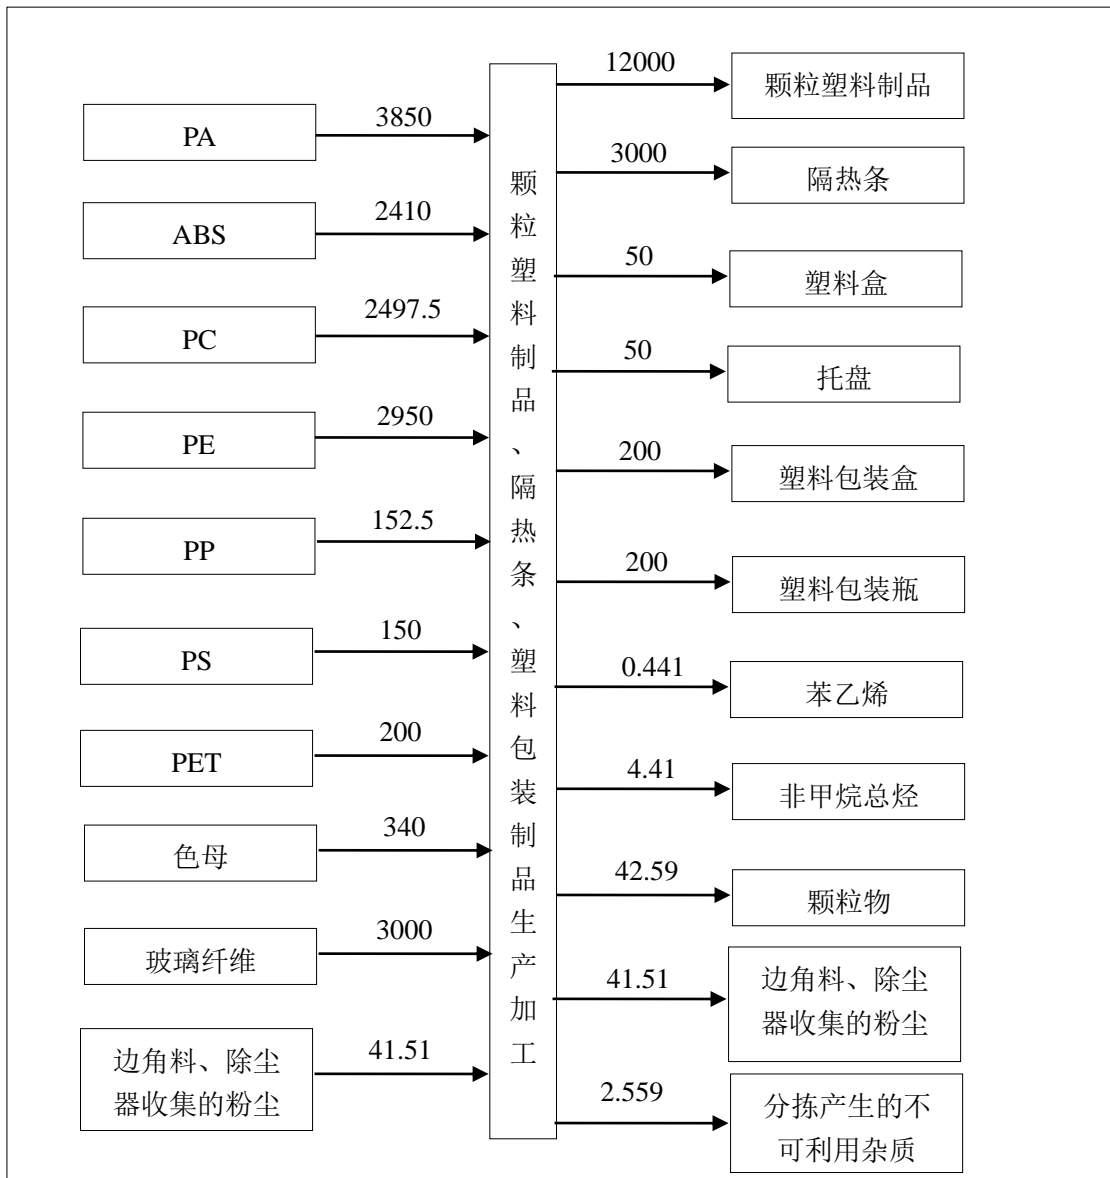 3850
PA
2410
ABS
2497.5
PC
2950
PE
152.5
PP
150
PS
200
PET
340
色母
3000
玻璃纤维
41.51
边角料、除尘
器收集的粉尘
颗粒塑料制品、隔热条、塑料包装制品生产加工
12000
颗粒塑料制品
3000
隔热条
50
塑料盒
50
托盘
200
塑料包装盒
200
塑料包装瓶
0.441
苯乙烯
4.41
非甲烷总烃
42.59
颗粒物
41.51
边角料、除尘
器收集的粉尘
2.559
分拣产生的不
可利用杂质